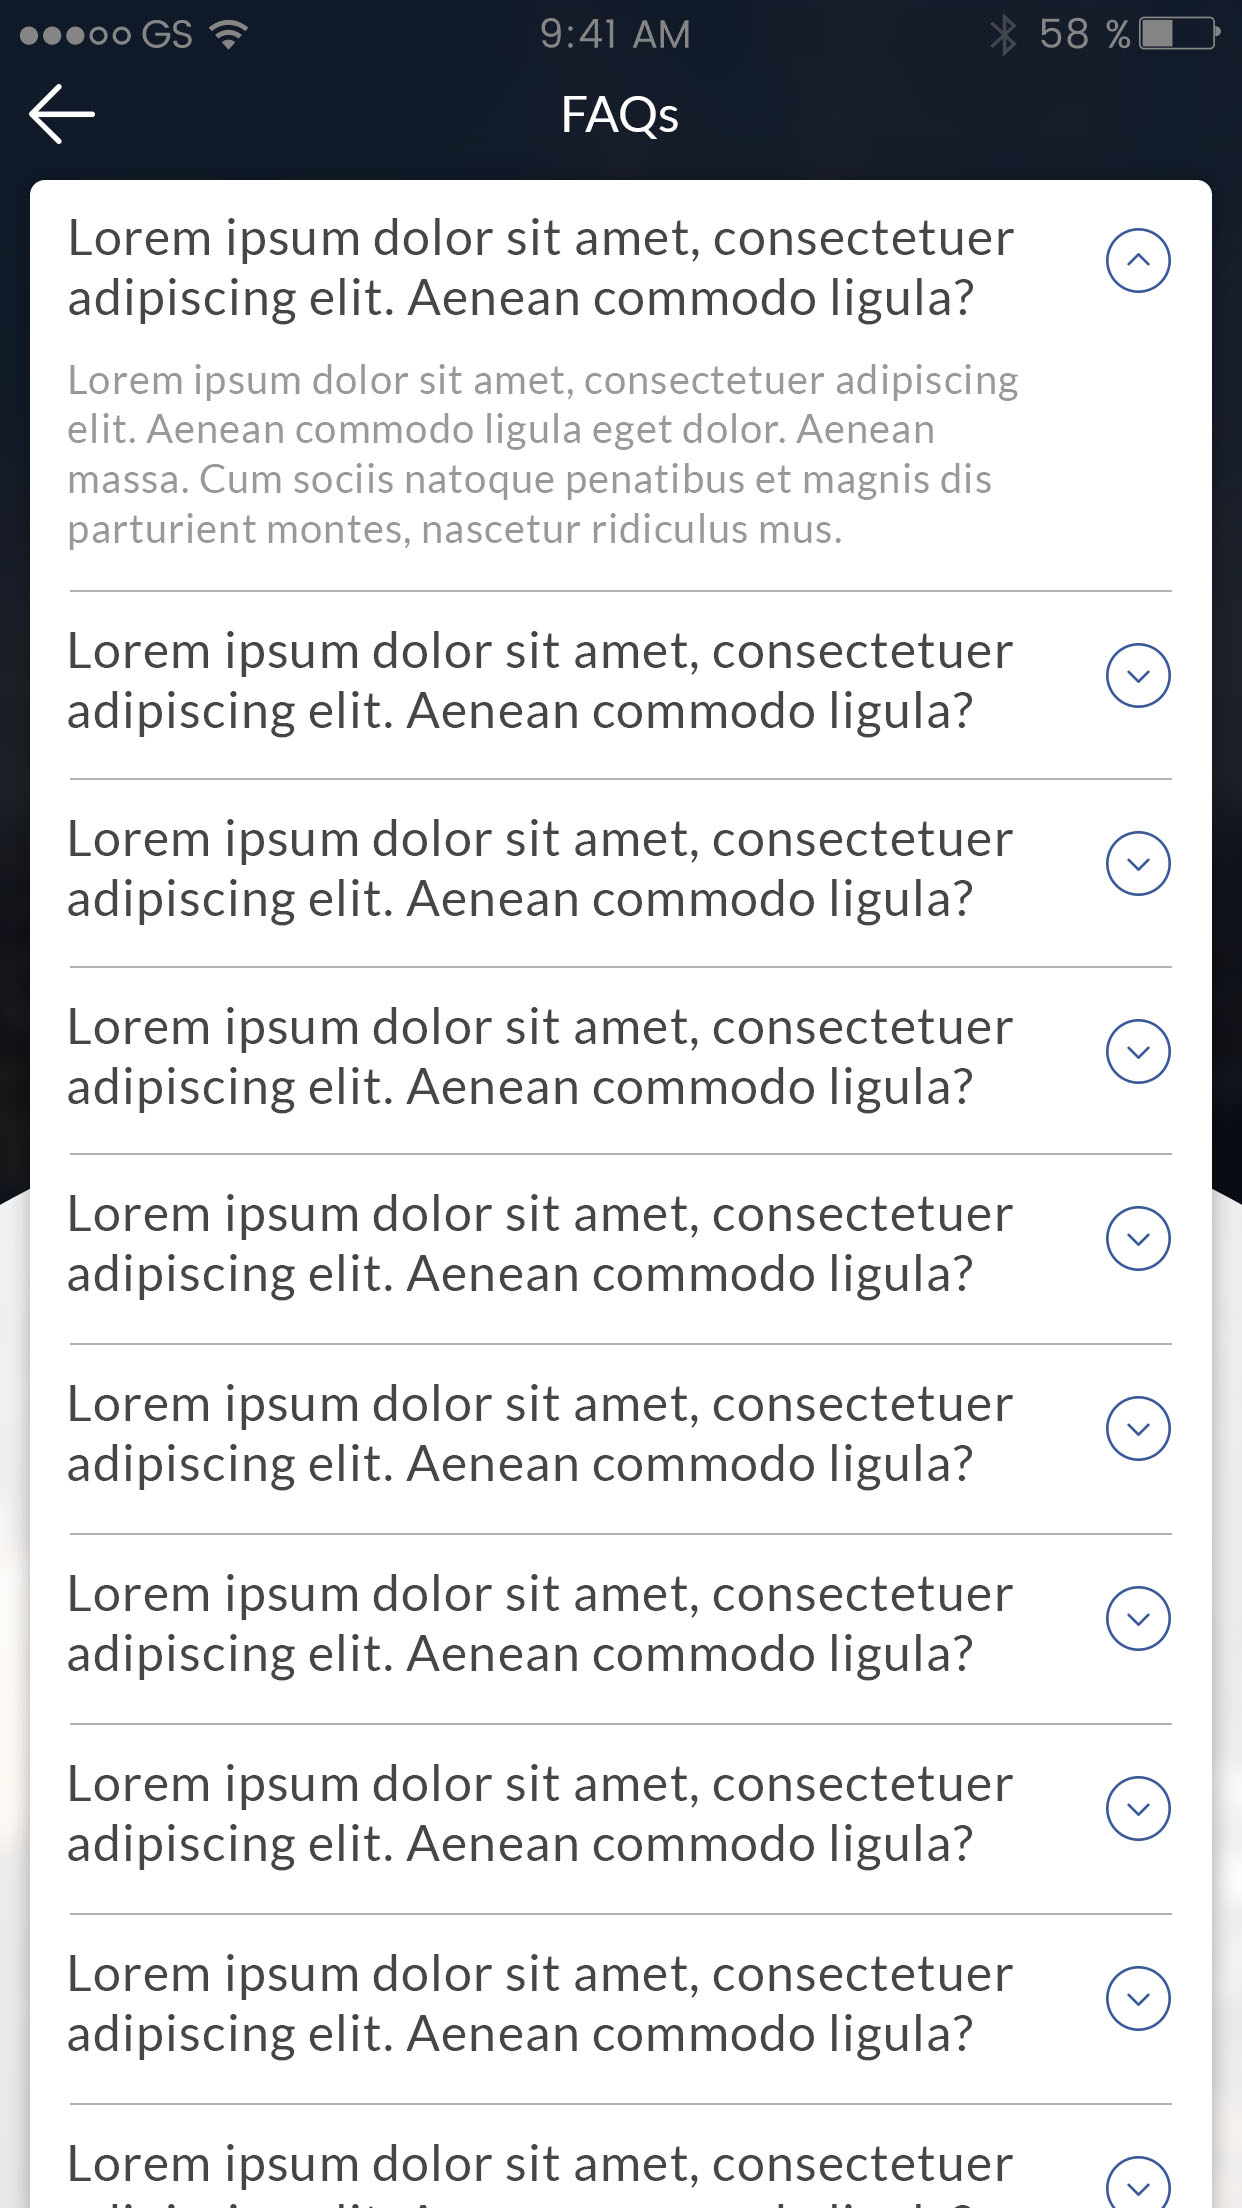 GS 9:41 AM 58 %
FAQs
Lorem ipsum dolor sit amet, consectetuer
adipiscing elit. Aenean commodo ligula?
Lorem ipsum dolor sit amet, consectetuer adipiscing
elit. Aenean commodo ligula eget dolor. Aenean
massa. Cum sociis natoque penatibus et magnis dis
parturient montes, nascetur ridiculus mus.
Lorem ipsum dolor sit amet, consectetuer
adipiscing elit. Aenean commodo ligula?
Lorem ipsum dolor sit amet, consectetuer
adipiscing elit. Aenean commodo ligula?
Lorem ipsum dolor sit amet, consectetuer
adipiscing elit. Aenean commodo ligula?
Lorem ipsum dolor sit amet, consectetuer
adipiscing elit. Aenean commodo ligula?
Lorem ipsum dolor sit amet, consectetuer
adipiscing elit. Aenean commodo ligula?
Lorem ipsum dolor sit amet, consectetuer
adipiscing elit. Aenean commodo ligula?
Lorem ipsum dolor sit amet, consectetuer
adipiscing elit. Aenean commodo ligula?
Lorem ipsum dolor sit amet, consectetuer
adipiscing elit. Aenean commodo ligula?
Lorem ipsum dolor sit amet, consectetuer